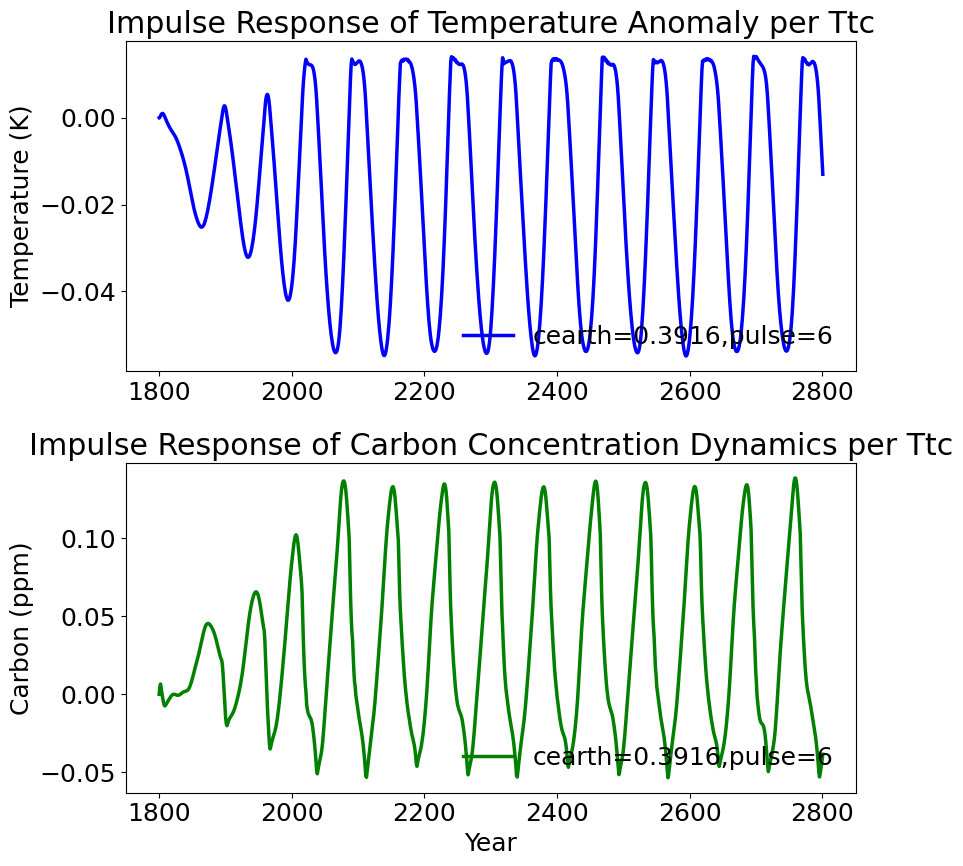 Impulse Response of Temperature Anomaly per Ttc
Temperature (K)
0.00
−0.02
−0.04
cearth=0.3916,pulse=6
1800 2000 2200 2400 2600 2800
Impulse Response of Carbon Concentration Dynamics per Ttc
Carbon (ppm)
0.10
0.05
0.00
−0.05
cearth=0.3916,pulse=6
1800 2000 2200 2400 2600 2800
Year